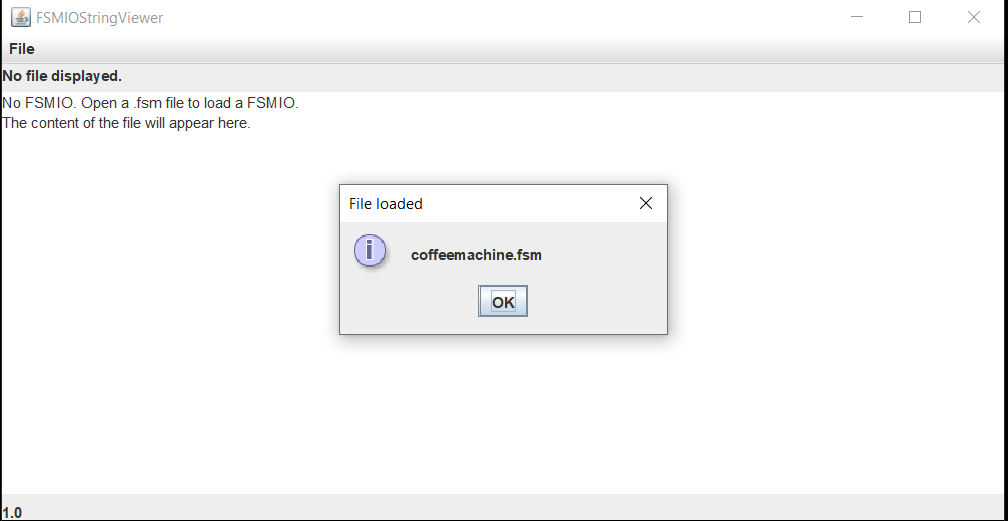 FSMIOStringViewer
File
No file displayed.
No FSMIO. Open a .fsm file to load a FSMIO.
The content of the file will appear here.
File loaded
i
coffeemachine.fsm
OK
1.0